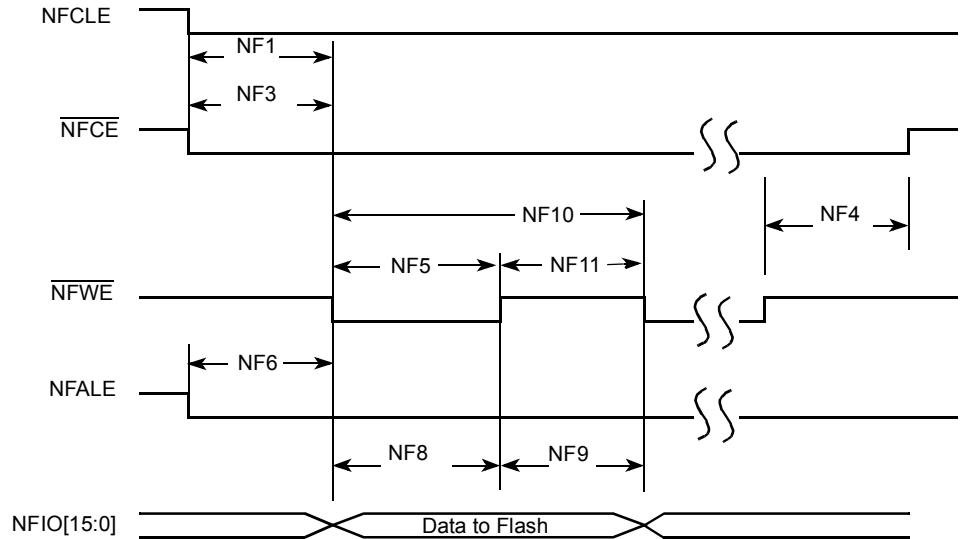 NFCLE
NF1
NF3
NFCE
NF10
NF4
NF5
NF11
NFWE
NF6
NFALE
NF8
NF9
NFIO[15:0]
Data to Flash